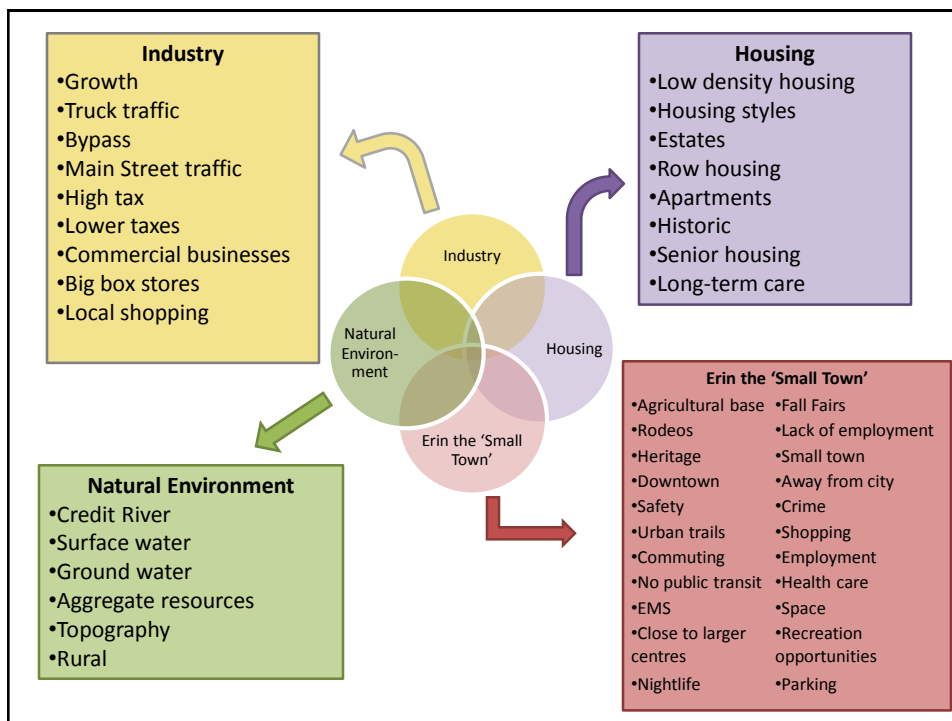 Industry
•Growth
•Truck traffic
•Bypass
•Main Street traffic
•High tax
•Lower taxes
•Commercial businesses
•Big box stores
•Local shopping
Housing
•Low density housing
•Housing styles
•Estates
•Row housing
•Apartments
•Historic
•Senior housing
•Long-term care
Industry
Natural
Environ-
ment
Housing
Erin the ‘Small
Town’
Natural Environment
•Credit River
•Surface water
•Ground water
•Aggregate resources
•Topography
•Rural
Erin the ‘Small Town’
•Agricultural base
•Rodeos
•Heritage
•Downtown
•Safety
•Urban trails
•Commuting
•No public transit
•EMS
•Close to larger
centres
•Nightlife
•Fall Fairs
•Lack of employment
•Small town
•Away from city
•Crime
•Shopping
•Employment
•Health care
•Space
•Recreation
opportunities
•Parking